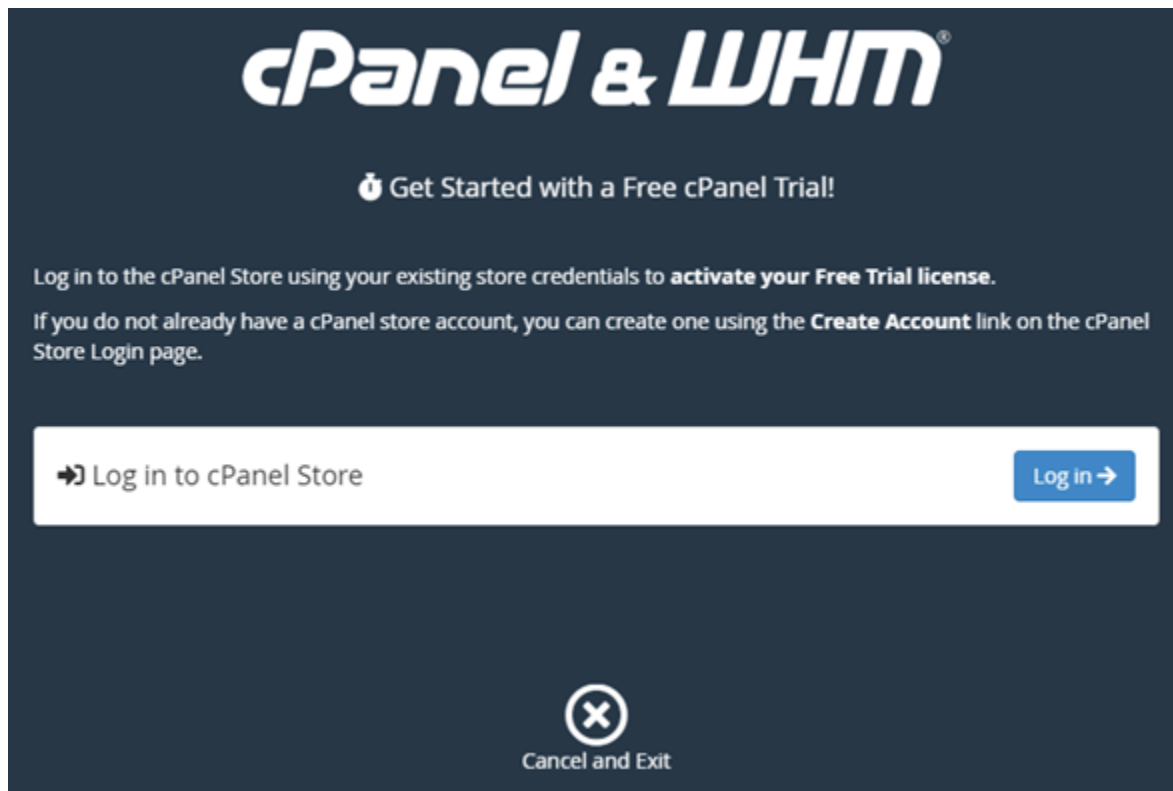 cPanel & WHM®
Get Started with a Free cPanel Trial!
Log in to the cPanel Store using your existing store credentials to activate your Free Trial license.
If you do not already have a cPanel store account, you can create one using the Create Account link on the cPanel
Store Login page.
Log in to cPanel Store
Log in
Cancel and Exit